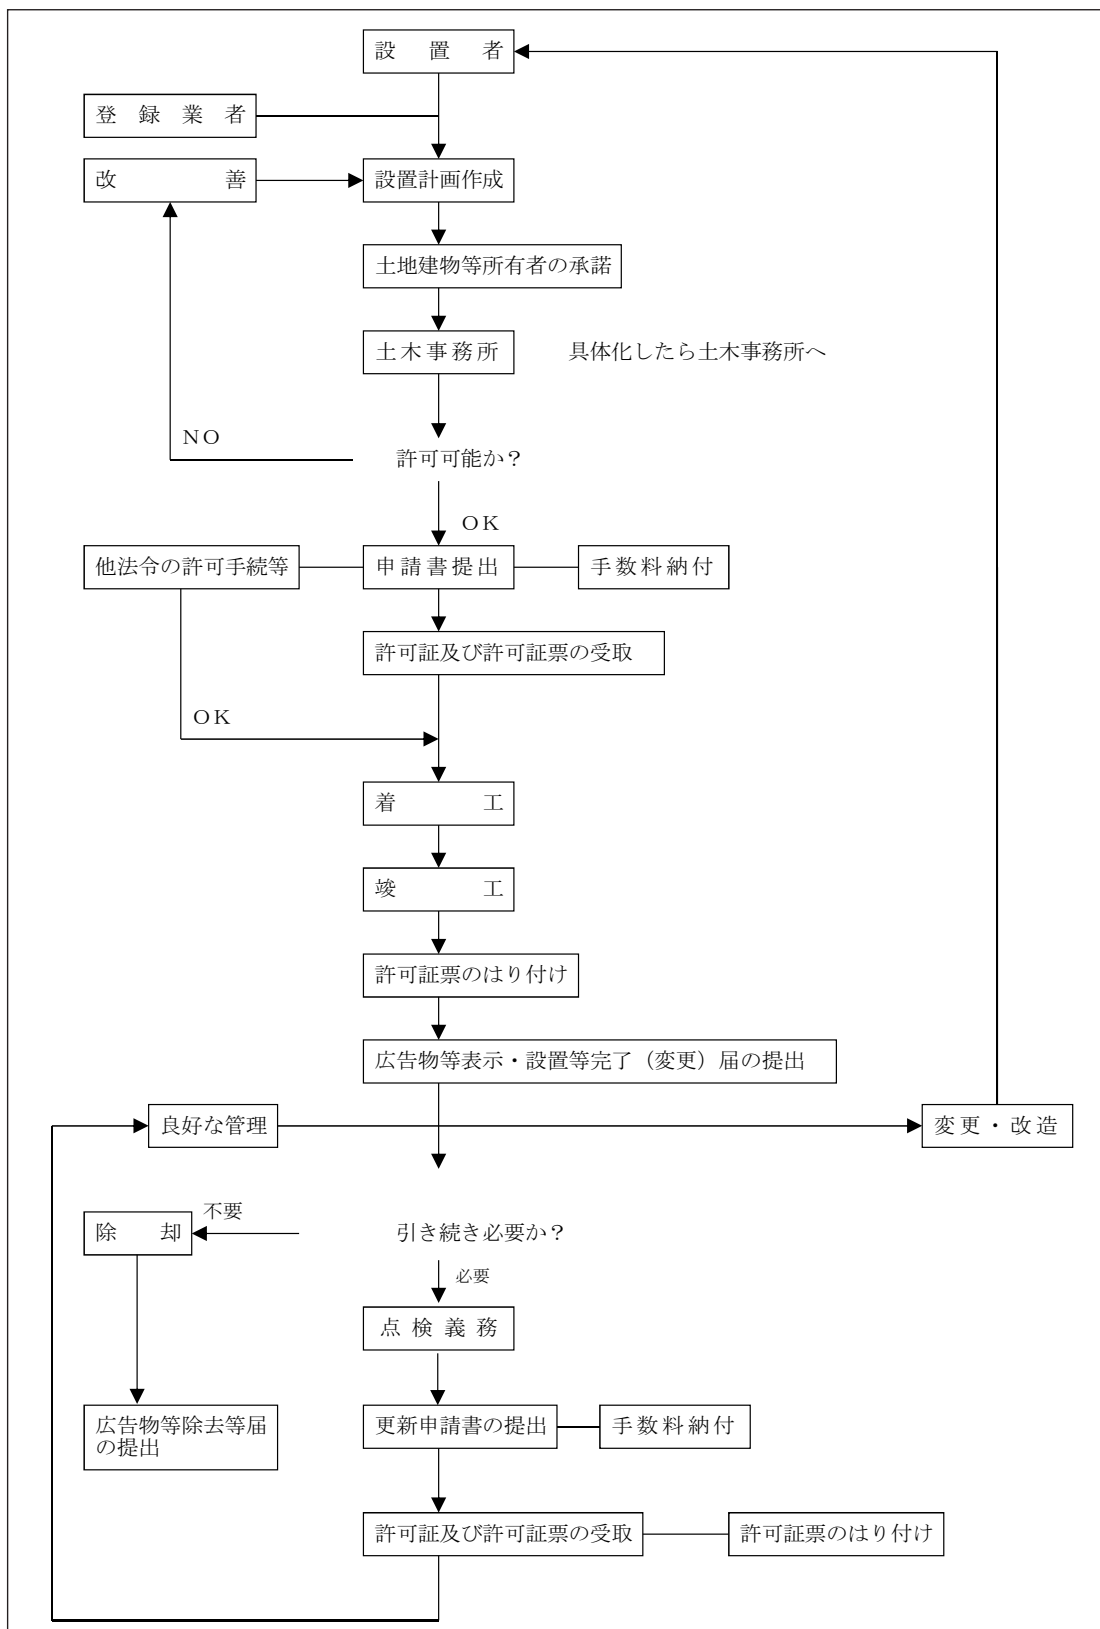 設置者
登録業者
改善
設置計画作成
土地建物等所有者の承諾
土木事務所
具体化したら土木事務所へ
NO
許可可能か？
OK
他法令の許可手続等
申請書提出
手数料納付
許可証及び許可証票の受取
OK
着工
竣工
許可証票のはり付け
広告物等表示・設置等完了（変更）届の提出
良好な管理
変更・改造
不要
除却
引き続き必要か？
必要
点検義務
広告物等除去等届
の提出
更新申請書の提出
手数料納付
許可証及び許可証票の受取
許可証票のはり付け